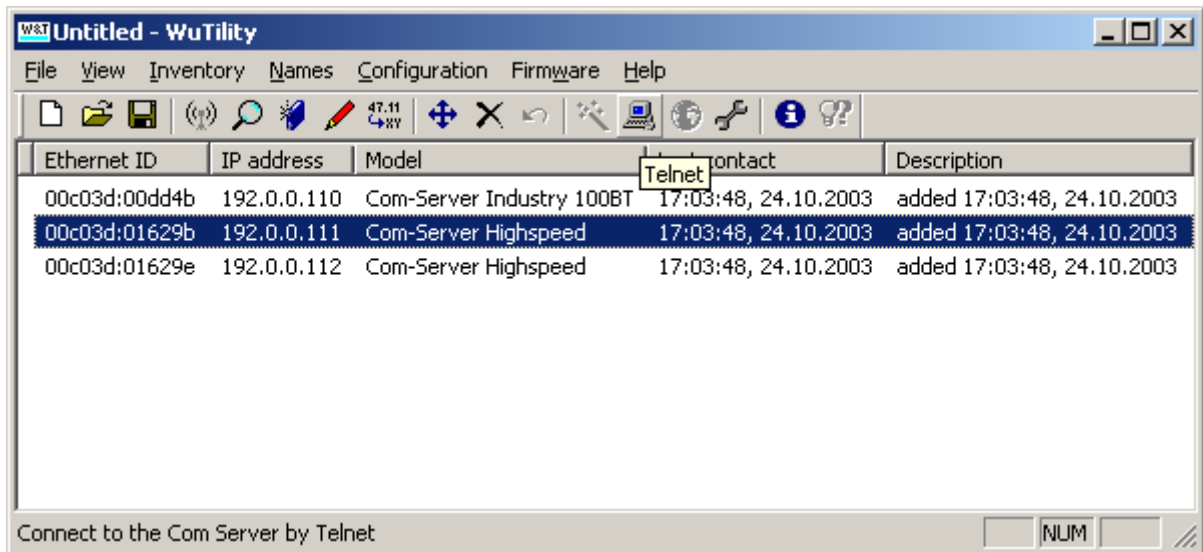 W&T Untitled - WuTility
File View Inventory Names Configuration Firmware Help
47.11
XY
Ethernet ID IP address Model contact Description
Telnet
00c03d:00dd4b 192.0.0.110 Com-Server Industry 100BT 17:03:48, 24.10.2003 added 17:03:48, 24.10.2003
00c03d:01629b 192.0.0.111 Com-Server Highspeed 17:03:48, 24.10.2003 added 17:03:48, 24.10.2003
00c03d:01629e 192.0.0.112 Com-Server Highspeed 17:03:48, 24.10.2003 added 17:03:48, 24.10.2003
Connect to the Com Server by Telnet NUM